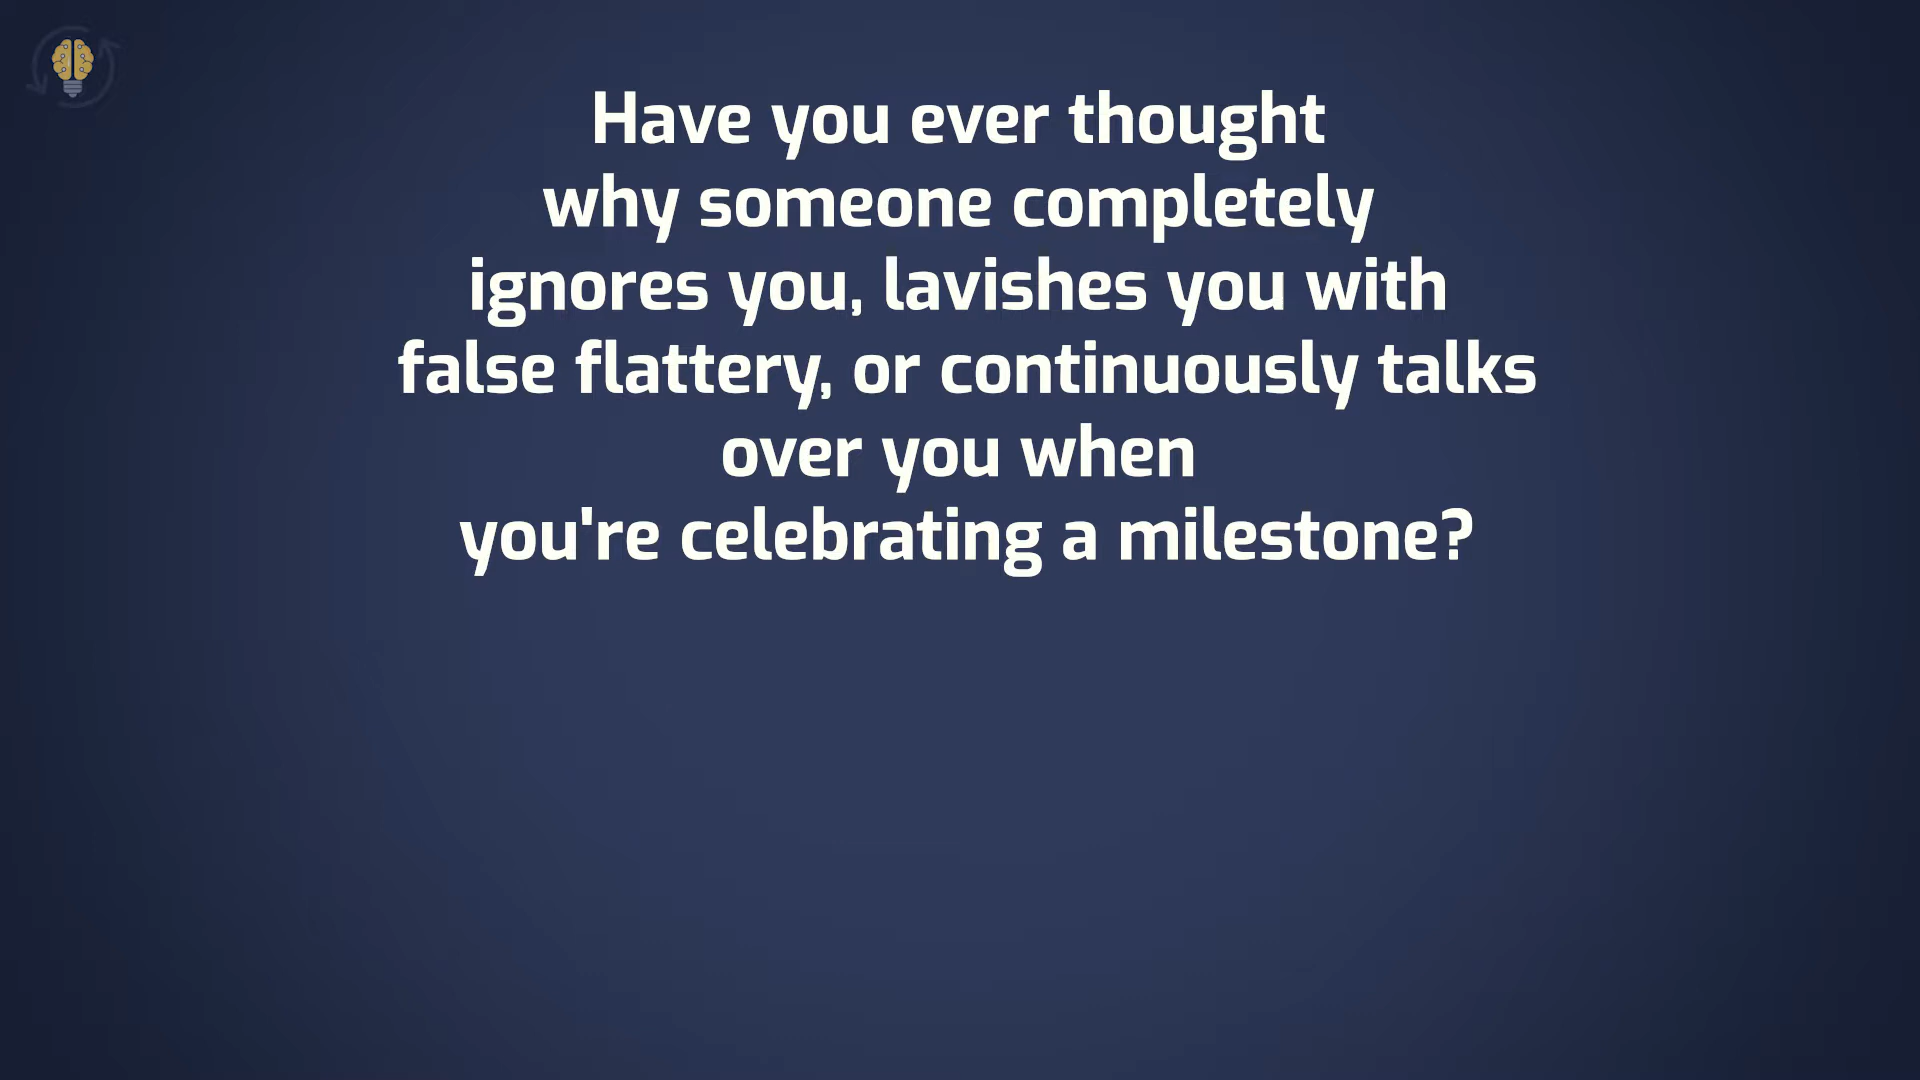 Have you ever thought
why someone completely
ignores you, lavishes you with
false flattery, or continuously talks
over you when
you're celebrating a milestone?